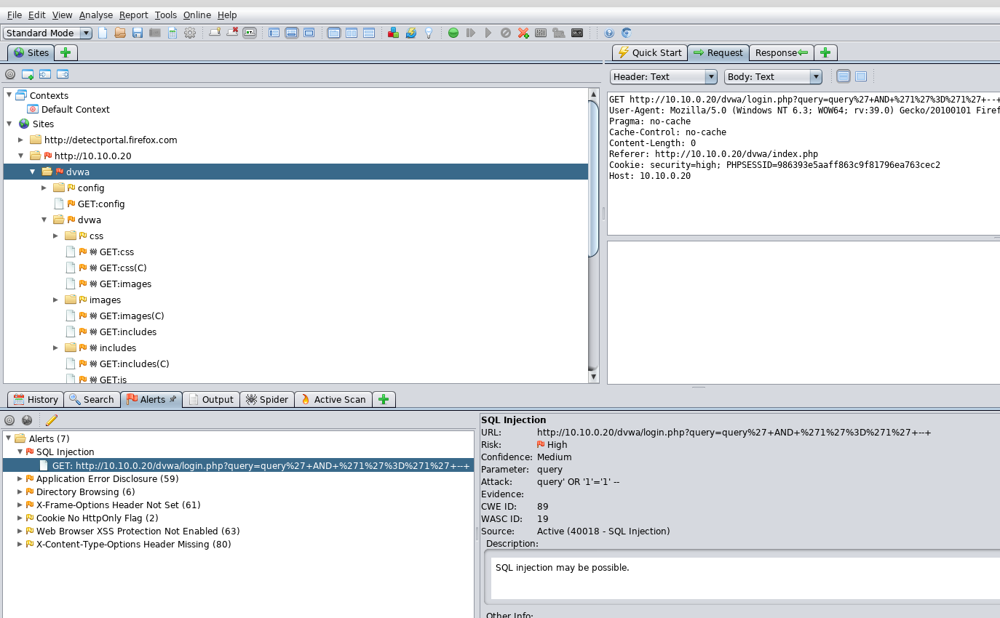 File Edit View Analyse Report Tools Online Help
Standard Mode
Sites
Quick Start Request Response
Header: Text Body: Text
Contexts
Default Context
Sites
http://detectportal.firefox.com
http://10.10.0.20
dvwa
config
GET:config
dvwa
css
GET:css
GET:css(C)
GET:images
images
GET:images(C)
GET:includes
includes
GET:includes(C)
GET:js
GET http://10.10.0.20/dvwa/login.php?query=query%27+AND+%271%27%3D%271%27+--+
User-Agent: Mozilla/5.0 (Windows NT 6.3; WOW64; rv:39.0) Gecko/20100101 Firef
Pragma: no-cache
Cache-Control: no-cache
Content-Length: 0
Referer: http://10.10.0.20/dvwa/index.php
Cookie: security=high; PHPSESSID=986393e5aaff863c9f81796ea763cec2
Host: 10.10.0.20
History Search Alerts Output Spider Active Scan
Alerts (7)
SQL Injection
GET: http://10.10.0.20/dvwa/login.php?query=query%27+AND+%271%27%3D%271%27+--+
Application Error Disclosure (59)
Directory Browsing (6)
X-Frame-Options Header Not Set (61)
Cookie No HttpOnly Flag (2)
Web Browser XSS Protection Not Enabled (63)
X-Content-Type-Options Header Missing (80)
SQL Injection
URL: http://10.10.0.20/dvwa/login.php?query=query%27+AND+%271%27%3D%271%27+--+
Risk: High
Confidence: Medium
Parameter: query
Attack: query' OR '1'='1' --
Evidence:
CWE ID: 89
WASC ID: 19
Source: Active (40018 - SQL Injection)
Description:
SQL injection may be possible.
Other Info: